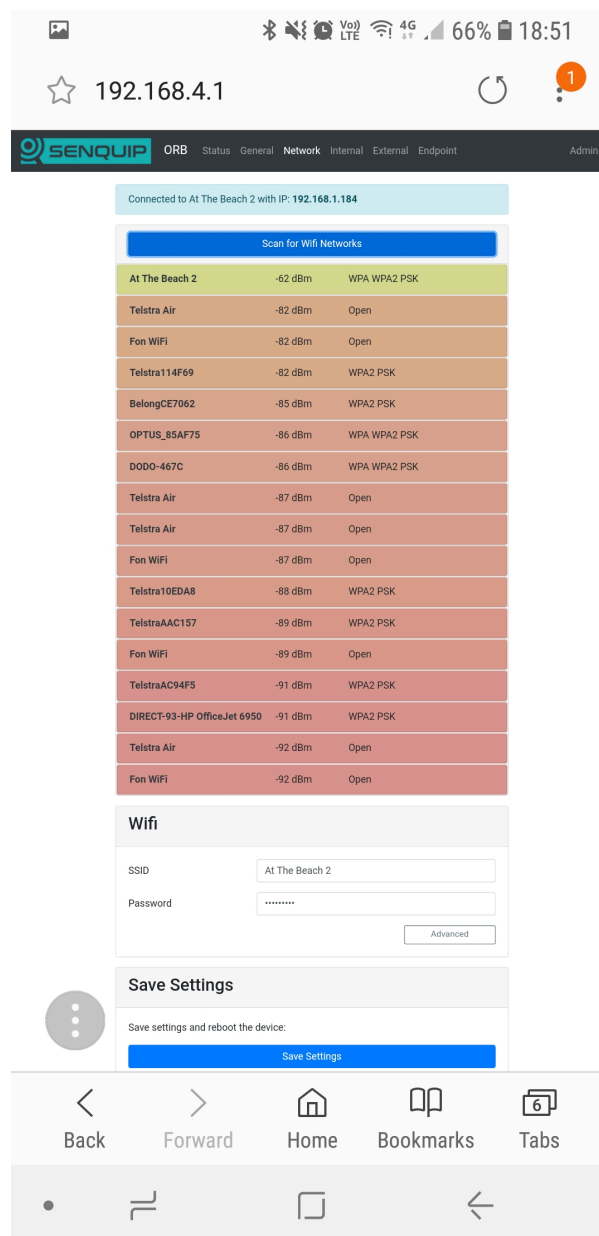 Vo)) LTE 4G 66% 18:51
192.168.4.1 1
SENQUIP ORB Status General Network Internal External Endpoint Admin
Connected to At The Beach 2 with IP: 192.168.1.184
Scan for Wifi Networks
At The Beach 2 -62 dBm WPA WPA2 PSK
Telstra Air -82 dBm Open
Fon WiFi -82 dBm Open
Telstra114F69 -82 dBm WPA2 PSK
BelongCE7062 -85 dBm WPA2 PSK
OPTUS_85AF75 -86 dBm WPA WPA2 PSK
DODO-467C -86 dBm WPA WPA2 PSK
Telstra Air -87 dBm Open
Telstra Air -87 dBm Open
Fon WiFi -87 dBm Open
Telstra10EDA8 -88 dBm WPA2 PSK
TelstraAAC157 -89 dBm WPA2 PSK
Fon WiFi -89 dBm Open
TelstraAC94F5 -91 dBm WPA2 PSK
DIRECT-93-HP OfficeJet 6950 -91 dBm WPA2 PSK
Telstra Air -92 dBm Open
Fon WiFi -92 dBm Open
Wifi
SSID At The Beach 2
Password •••••••••
Advanced
Save Settings
Save settings and reboot the device:
Save Settings
6
Back Forward Home Bookmarks Tabs